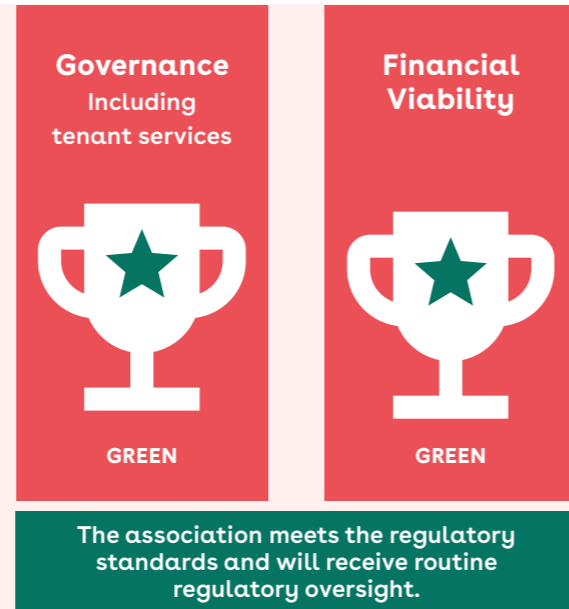 Governance
Including
tenant services
GREEN
Financial
Viability
GREEN
The association meets the regulatory
standards and will receive routine
regulatory oversight.